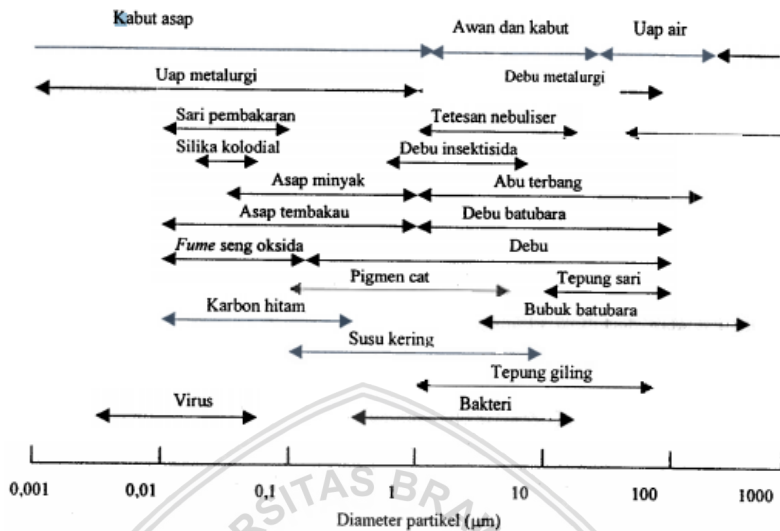 Kabut asap
Awan dan kabut
Uap air
Uap metalurgi
Debu metalurgi
Sari pembakaran
Tetesan nebuliser
Silika kolodial
Debu insektisida
Asap minyak
Abu terbang
Asap tembakau
Debu batubara
Fume seng oksida
Debu
Pigmen cat
Tepung sari
Karbon hitam
Bubuk batubara
Susu kering
Tepung giling
Virus
Bakteri
0,001 0,01 0,1 1 10 100 1000
Diameter partikel (µm)